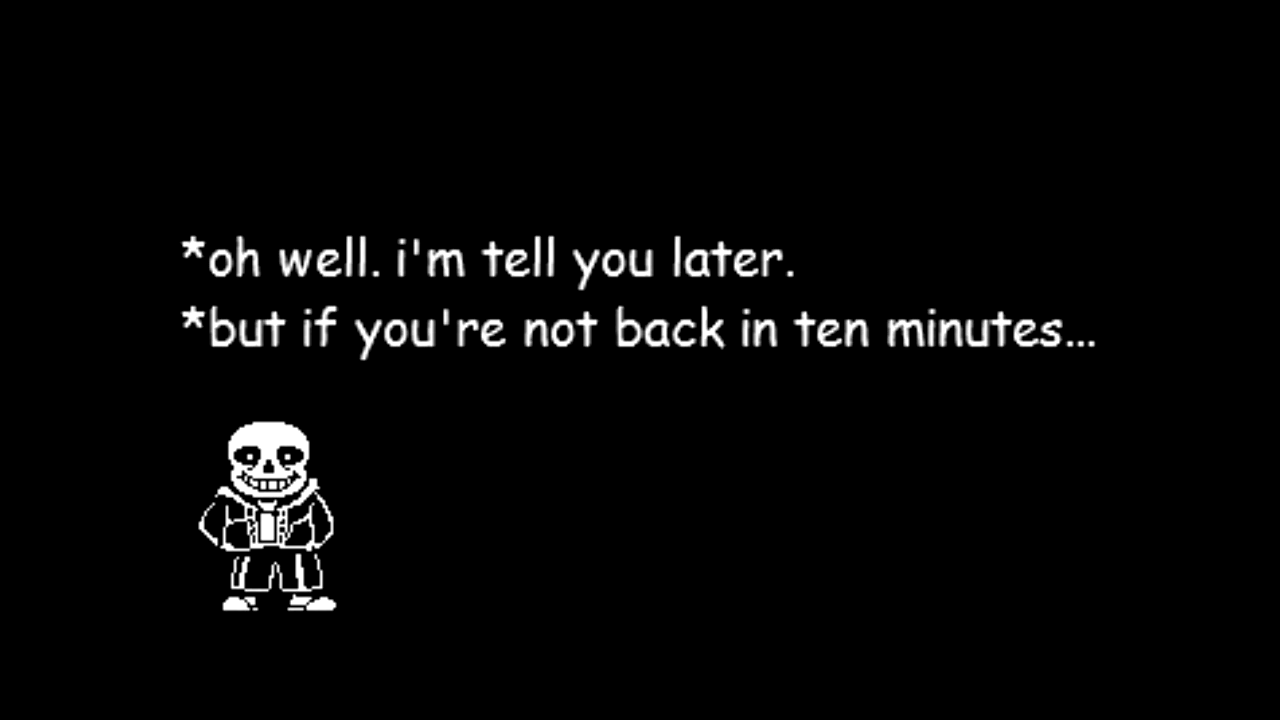 *oh well. i'm tell you later.
*but if you're not back in ten minutes...